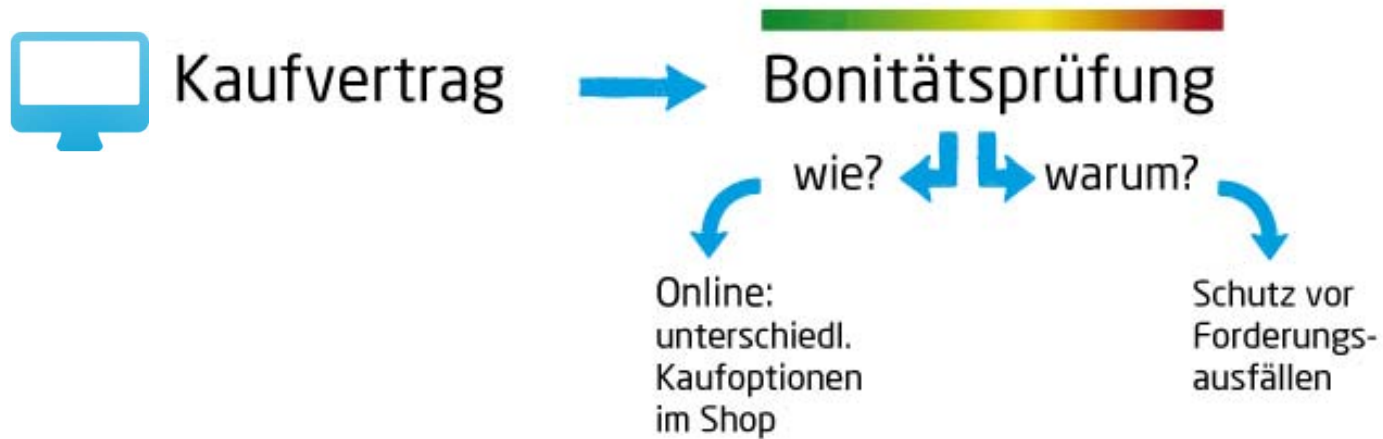 Kaufvertrag
Bonitätsprüfung
wie?
warum?
Online:
unterschiedl.
Kaufoptionen
im Shop
Schutz vor
Forderungs-
ausfällen